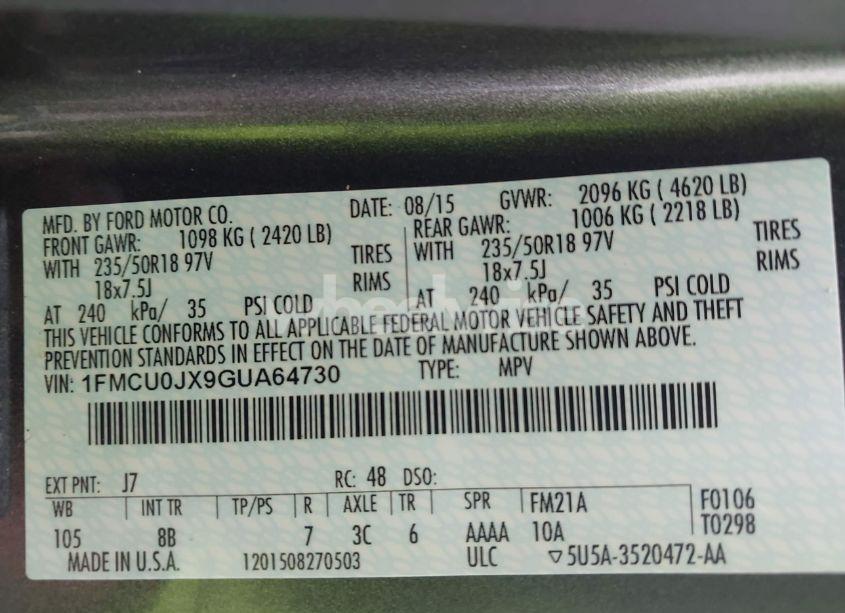 MFD. BY FORD MOTOR CO. DATE: 08/15 GVWR: 2096 KG ( 4620 LB)
FRONT GAWR: 1098 KG ( 2420 LB) REAR GAWR: 1006 KG ( 2218 LB)
WITH 235/50R18 97V TIRES WITH 235/50R18 97V TIRES
18x7.5J RIMS 18x7.5J RIMS
AT 240 kPa/ 35 PSI COLD AT 240 kPa/ 35 PSI COLD
THIS VEHICLE CONFORMS TO ALL APPLICABLE FEDERAL MOTOR VEHICLE SAFETY AND THEFT
PREVENTION STANDARDS IN EFFECT ON THE DATE OF MANUFACTURE SHOWN ABOVE.
VIN: 1FMCU0JX9GUA64730 TYPE: MPV
EXT PNT: J7 RC: 48 DSO:
WB INT TR TP/PS R AXLE TR SPR FM21A F0106
105 8B 7 3C 6 AAAA 10A T0298
MADE IN U.S.A. 1201508270503 ULC ▽5U5A-3520472-AA